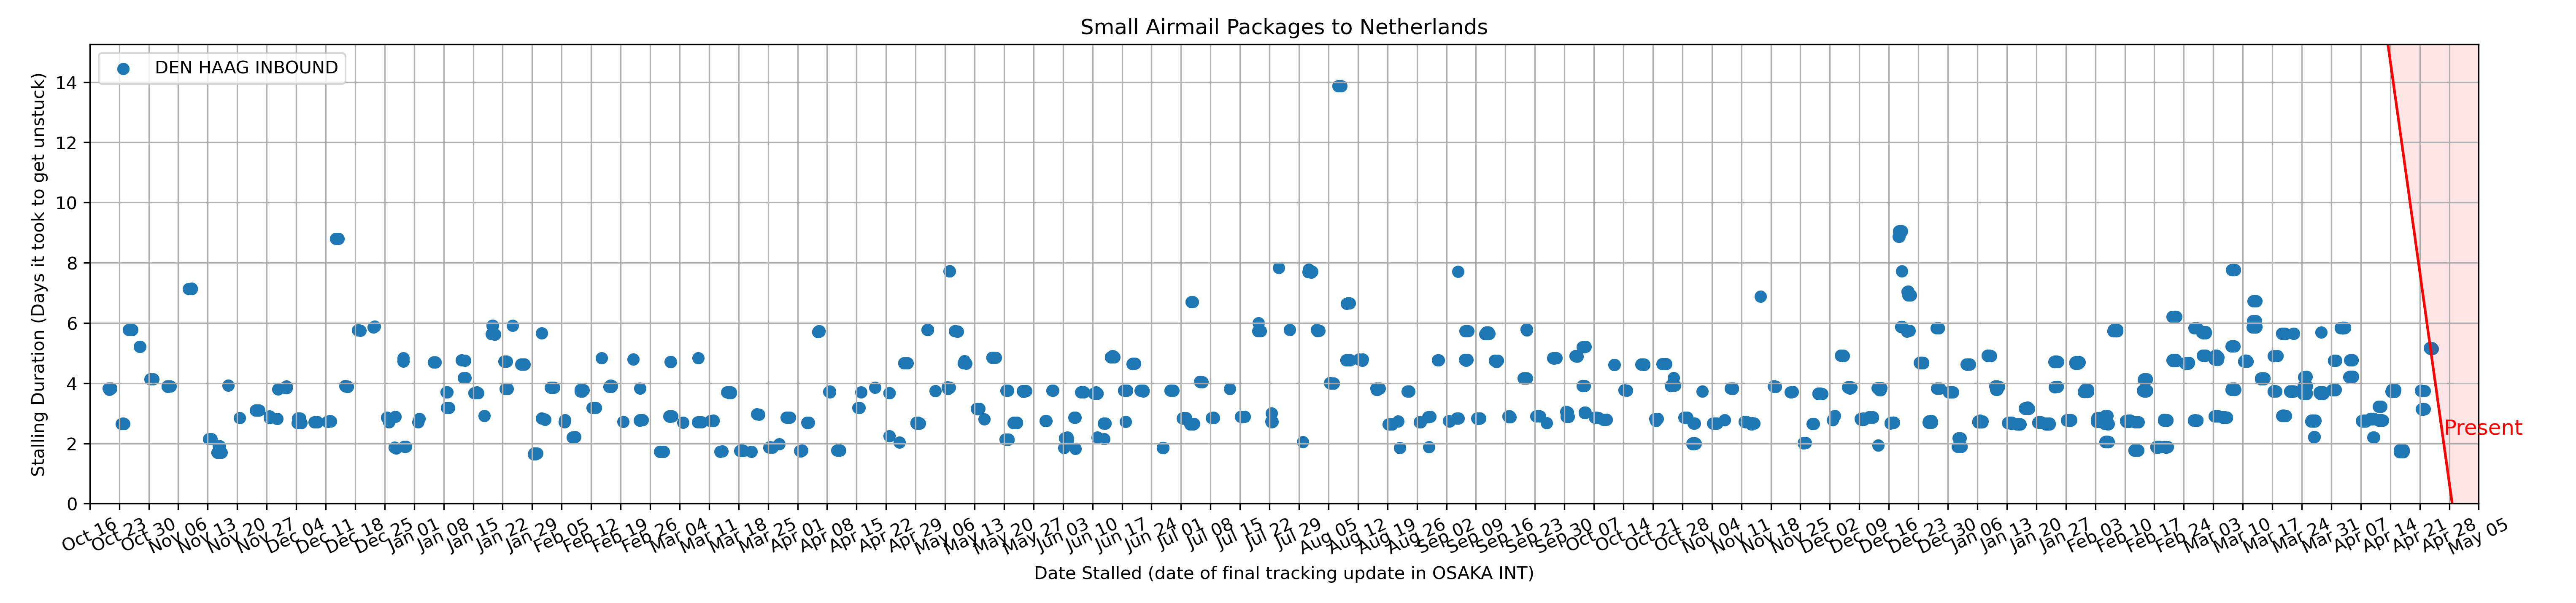 Small Airmail Packages to Netherlands
DEN HAAG INBOUND
Stalling Duration (Days it took to get unstuck)
14
12
10
8
6
4
2
0
Present
Oct 16 Oct 23 Oct 30 Nov 06 Nov 13 Nov 20 Nov 27 Dec 04 Dec 11 Dec 18 Dec 25 Jan 01 Jan 08 Jan 15 Jan 22 Jan 29 Feb 05 Feb 12 Feb 19 Feb 26 Mar 04 Mar 11 Mar 18 Mar 25 Apr 01 Apr 08 Apr 15 Apr 22 Apr 29 May 06 May 13 May 20 May 27 Jun 03 Jun 10 Jun 17 Jun 24 Jul 01 Jul 08 Jul 15 Jul 22 Jul 29 Aug 05 Aug 12 Aug 19 Aug 26 Sep 02 Sep 09 Sep 16 Sep 23 Sep 30 Oct 07 Oct 14 Oct 21 Oct 28 Nov 04 Nov 11 Nov 18 Nov 25 Dec 02 Dec 09 Dec 16 Dec 23 Dec 30 Jan 06 Jan 13 Jan 20 Jan 27 Feb 03 Feb 10 Feb 17 Feb 24 Mar 03 Mar 10 Mar 17 Mar 24 Mar 31 Apr 07 Apr 14 Apr 21 Apr 28 May 05
Date Stalled (date of final tracking update in OSAKA INT)